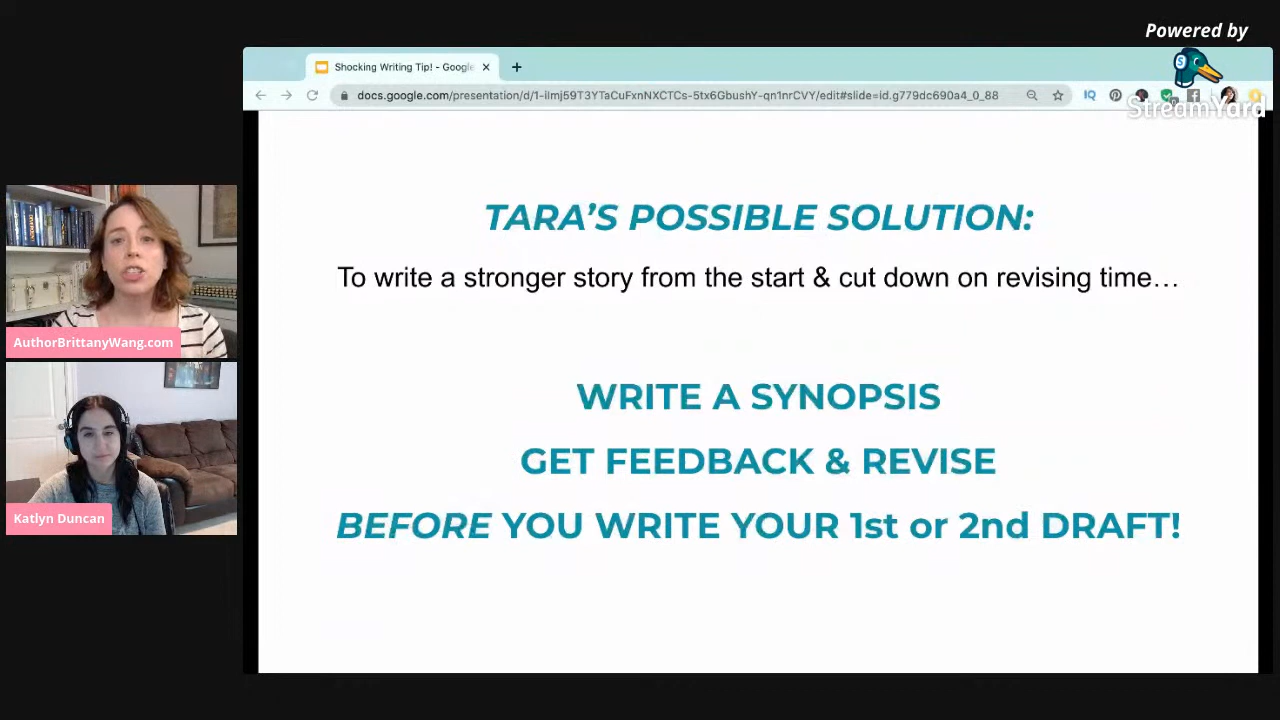 Powered by
StreamYard
Shocking Writing Tip! - Google
docs.google.com/presentation/d/1-iImj59T3YTaCuFxnNXCTCs-5tx6GbushY-qn1nrCVY/edit#slide=id.g779dc690a4_0_88
IQ
TARA'S POSSIBLE SOLUTION:
To write a stronger story from the start & cut down on revising time…
WRITE A SYNOPSIS
GET FEEDBACK & REVISE
BEFORE YOU WRITE YOUR 1st or 2nd DRAFT!
AuthorBrittanyWang.com
Katlyn Duncan